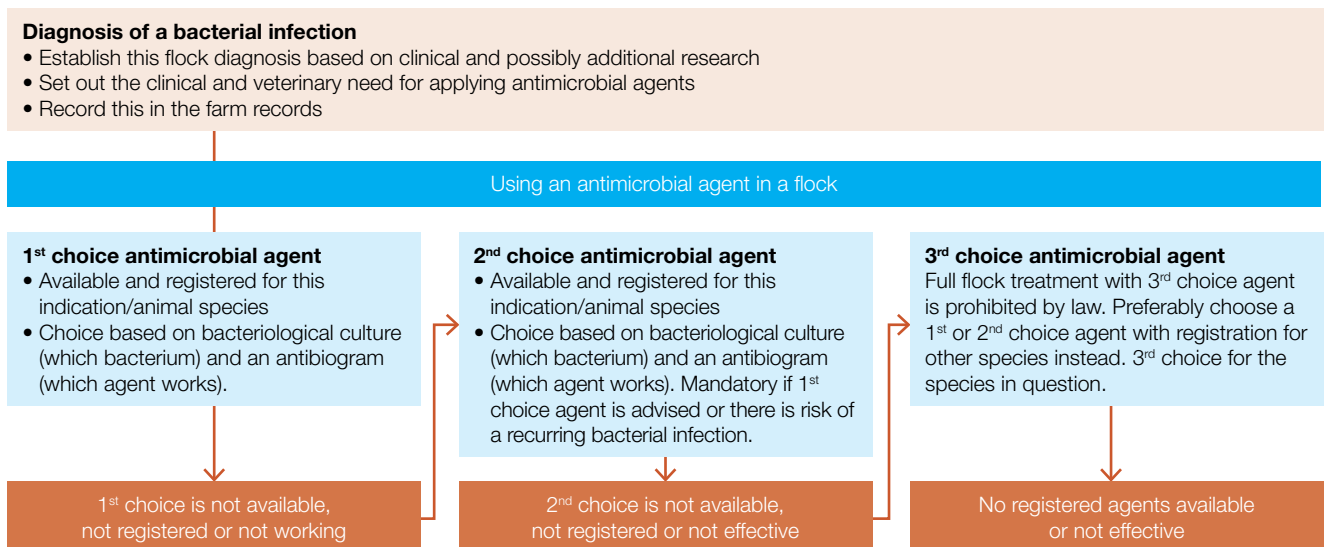 Diagnosis of a bacterial infection
• Establish this flock diagnosis based on clinical and possibly additional research
• Set out the clinical and veterinary need for applying antimicrobial agents
• Record this in the farm records
Using an antimicrobial agent in a flock
1st choice antimicrobial agent
• Available and registered for this
indication/animal species
• Choice based on bacteriological culture
(which bacterium) and an antibiogram
(which agent works).
2nd choice antimicrobial agent
• Available and registered for this
indication/animal species
• Choice based on bacteriological culture
(which bacterium) and an antibiogram
(which agent works). Mandatory if 1st
choice agent is advised or there is risk of
a recurring bacterial infection.
3rd choice antimicrobial agent
Full flock treatment with 3rd choice agent
is prohibited by law. Preferably choose a
1st or 2nd choice agent with registration for
other species instead. 3rd choice for the
species in question.
1st choice is not available,
not registered or not working
2nd choice is not available,
not registered or not effective
No registered agents available
or not effective